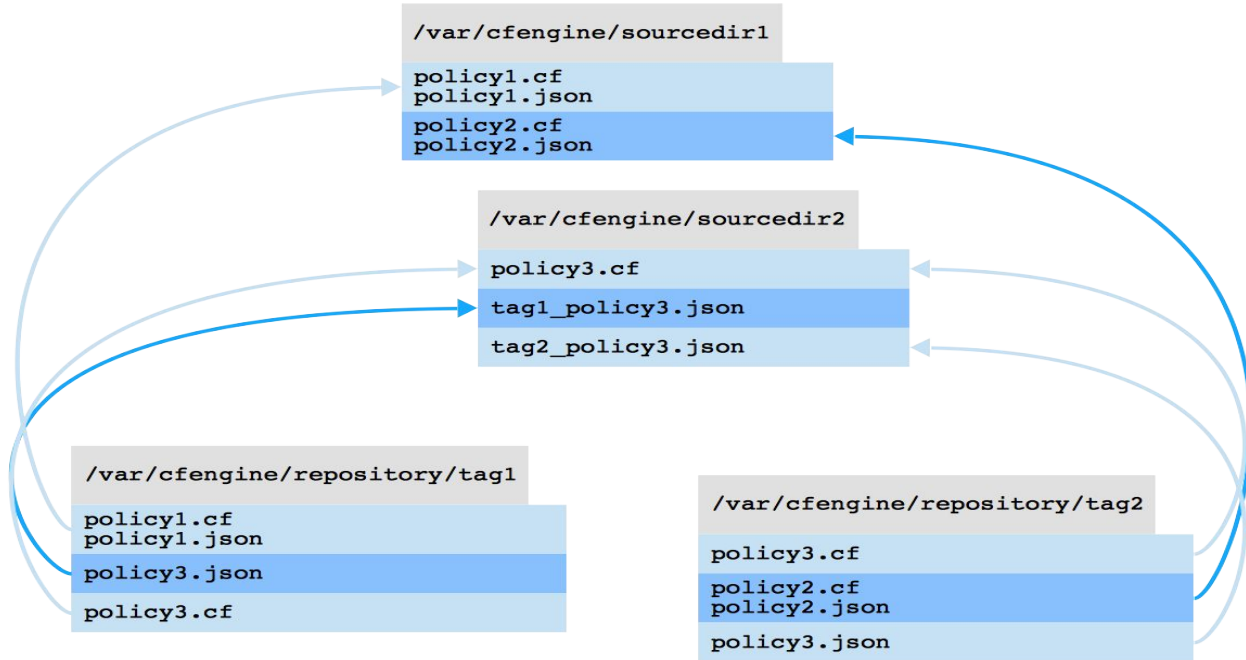 /var/cfengine/sourcedir1
policy1.cf
policy1.json
policy2.cf
policy2.json
/var/cfengine/sourcedir2
policy3.cf
tag1_policy3.json
tag2_policy3.json
/var/cfengine/repository/tag1
policy1.cf
policy1.json
policy3.json
policy3.cf
/var/cfengine/repository/tag2
policy3.cf
policy2.cf
policy2.json
policy3.json